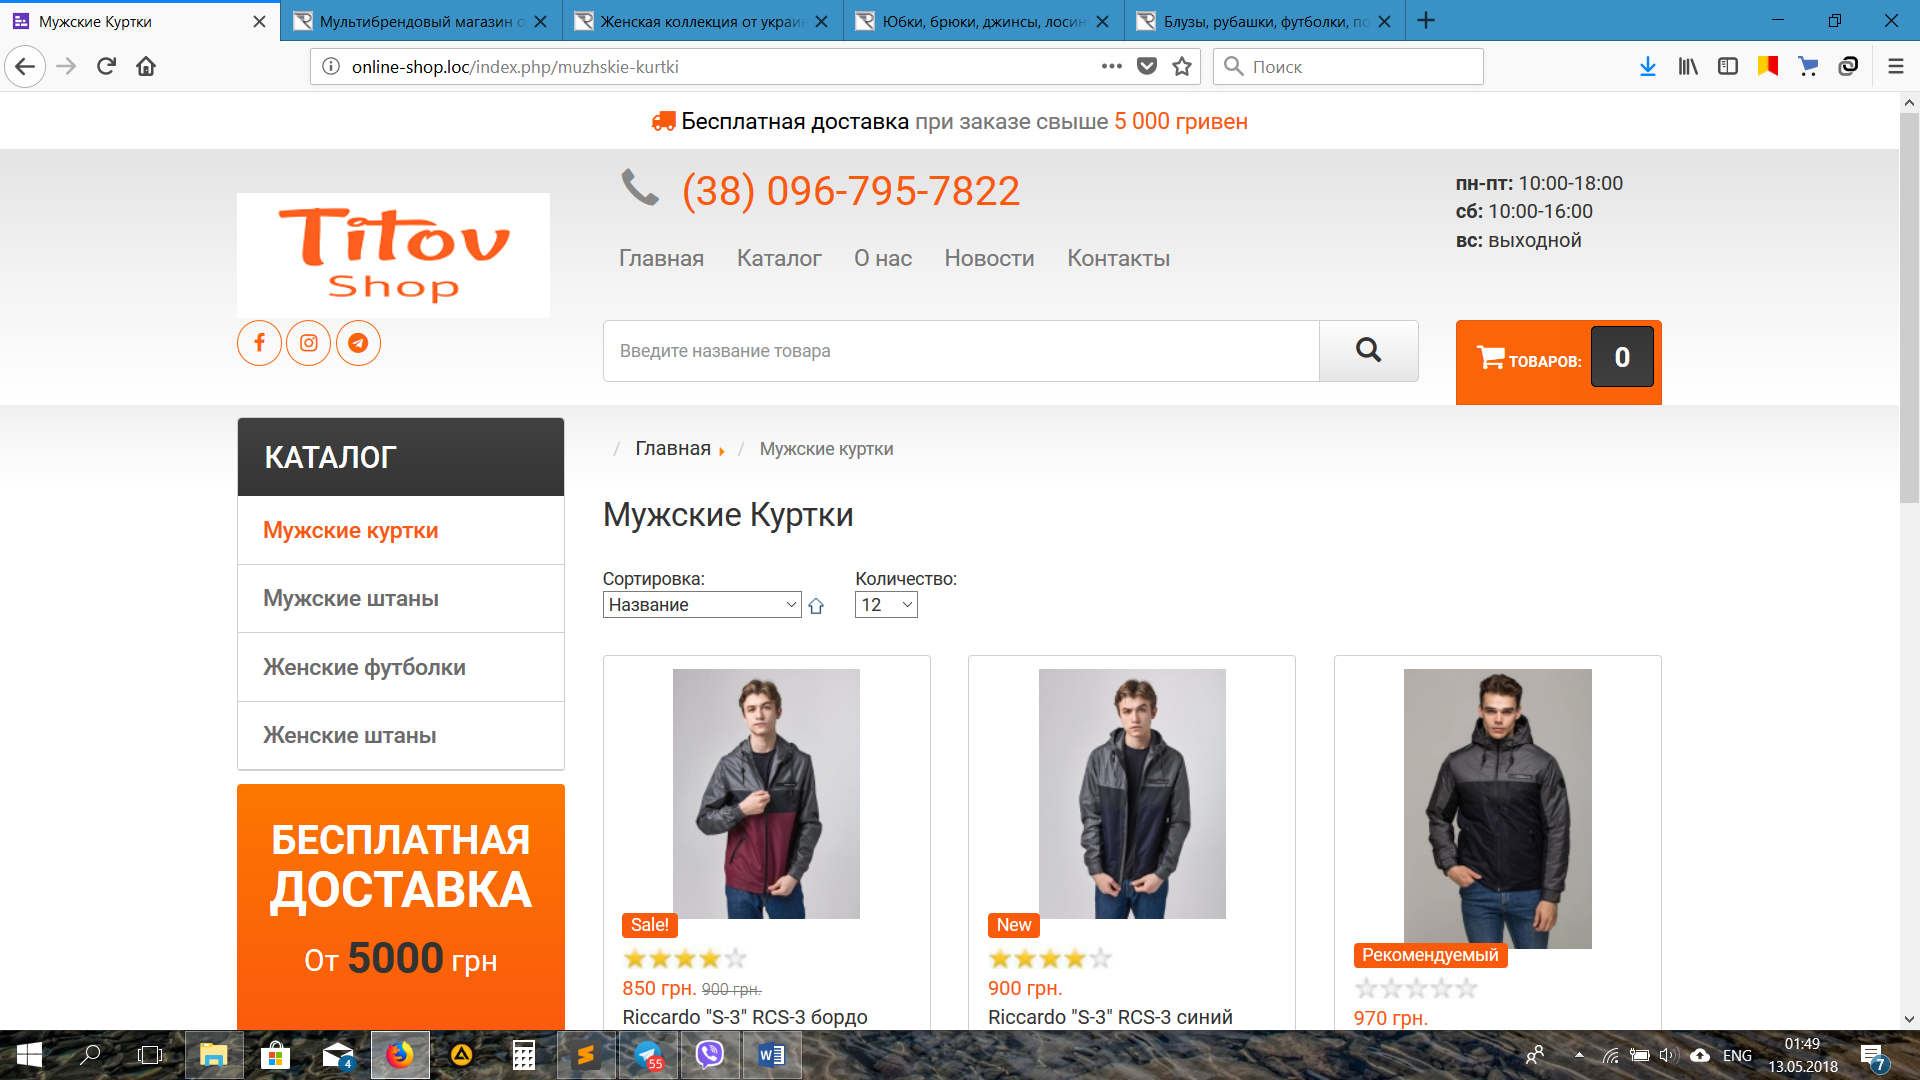 Мужские Куртки
Мультибрендовый магазин о
Женская коллекция от украин
Юбки, брюки, джинсы, лосин
Блузы, рубашки, футболки, по
online-shop.loc/index.php/muzhskie-kurtki
Поиск
Бесплатная доставка при заказе свыше 5 000 гривен
Titov
Shop
(38) 096-795-7822
пн-пт: 10:00-18:00
сб: 10:00-16:00
вс: выходной
Главная Каталог О нас Новости Контакты
Введите название товара
ТОВАРОВ: 0
КАТАЛОГ
Мужские куртки
Мужские штаны
Женские футболки
Женские штаны
БЕСПЛАТНАЯ
ДОСТАВКА
От 5000 грн
/ Главная / Мужские куртки
Мужские Куртки
Сортировка: Количество:
Название 12
Sale!
850 грн. 900 грн.
Riccardo "S-3" RCS-3 бордо
New
900 грн.
Riccardo "S-3" RCS-3 синий
Рекомендуемый
970 грн.
4
55
ENG
01:49
13.05.2018
7